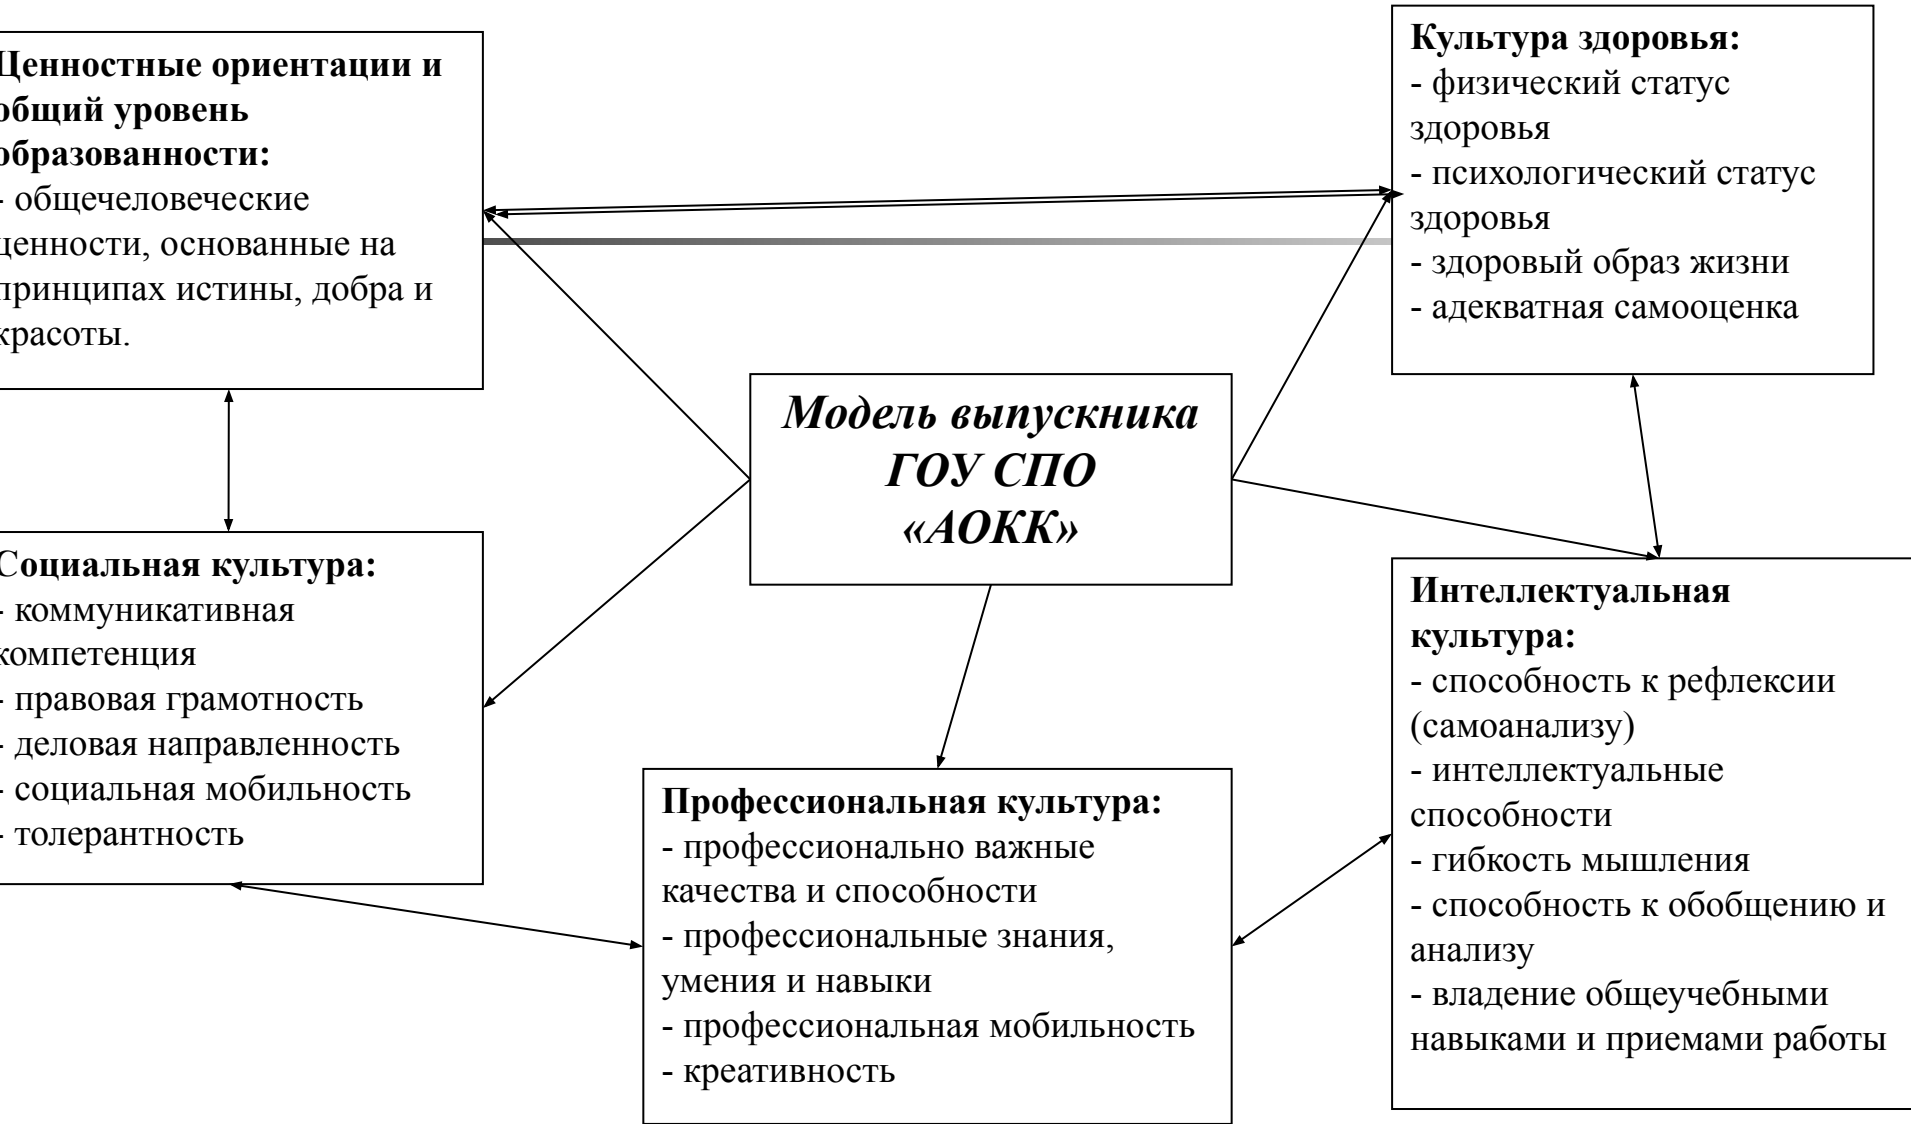 Ценностные ориентации и
общий уровень
образованности:
- общечеловеческие
ценности, основанные на
принципах истины, добра и
красоты.
Культура здоровья:
- физический статус
здоровья
- психологический статус
здоровья
- здоровый образ жизни
- адекватная самооценка
Модель выпускника
ГОУ СПО
«АОКК»
Социальная культура:
- коммуникативная
компетенция
- правовая грамотность
- деловая направленность
- социальная мобильность
- толерантность
Профессиональная культура:
- профессионально важные
качества и способности
- профессиональные знания,
умения и навыки
- профессиональная мобильность
- креативность
Интеллектуальная
культура:
- способность к рефлексии
(самоанализу)
- интеллектуальные
способности
- гибкость мышления
- способность к обобщению и
анализу
- владение общеучебными
навыками и приемами работы